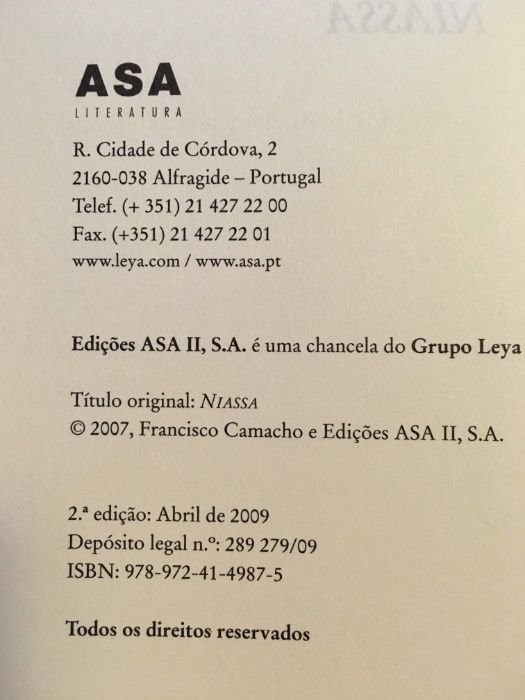 NIASSA
ASA
LITERATURA
R. Cidade de Córdova, 2
2160-038 Alfragide – Portugal
Telef. (+ 351) 21 427 22 00
Fax. (+351) 21 427 22 01
www.leya.com / www.asa.pt
Edições ASA II, S.A. é uma chancela do Grupo Leya
Título original: NIASSA
© 2007, Francisco Camacho e Edições ASA II, S.A.
2.ª edição: Abril de 2009
Depósito legal n.º: 289 279/09
ISBN: 978-972-41-4987-5
Todos os direitos reservados